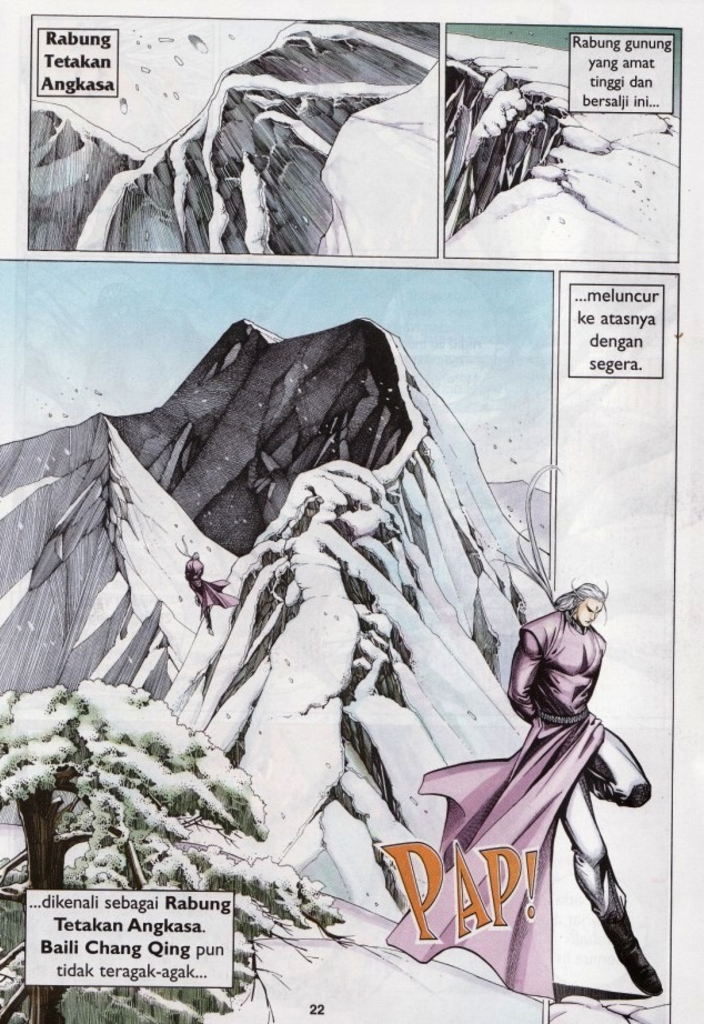 Rabung
Tetakan
Angkasa
Rabung gunung
yang amat
tinggi dan
bersalji ini...
...dikenali sebagai Rabung
Tetakan Angkasa.
Baili Chang Qing pun
tidak teragak-agak...
...meluncur
ke atasnya
dengan
segera.
PAP!
22